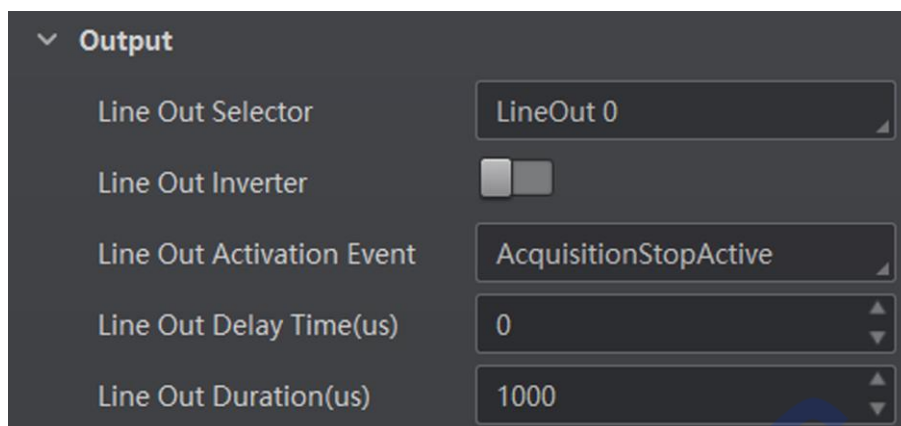 Output
Line Out Selector LineOut 0
Line Out Inverter
Line Out Activation Event AcquisitionStopActive
Line Out Delay Time(us) 0
Line Out Duration(us) 1000